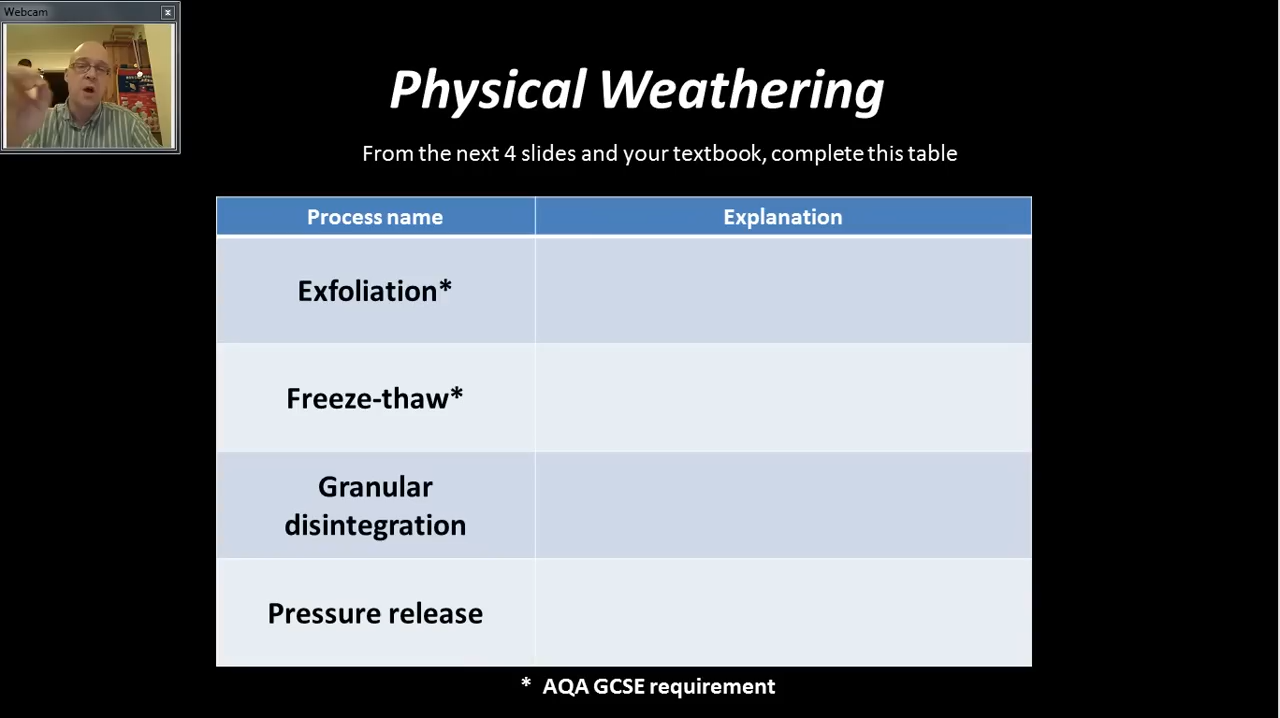 Webcam
Physical Weathering
From the next 4 slides and your textbook, complete this table
Process name
Explanation
Exfoliation*
Freeze-thaw*
Granular
disintegration
Pressure release
* AQA GCSE requirement